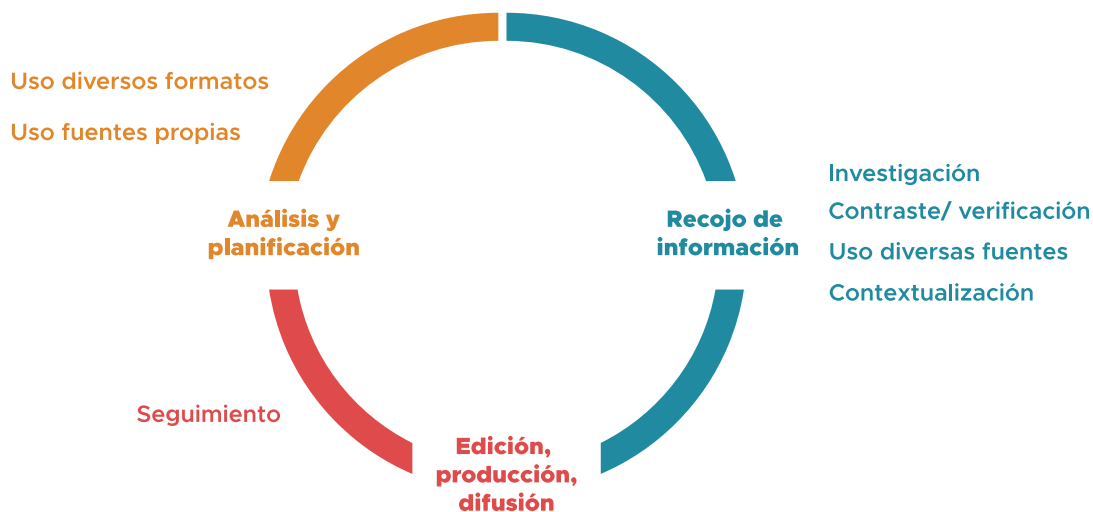 Uso diversos formatos
Uso fuentes propias
Análisis y
planificación
Recojo de
información
Investigación
Contraste/ verificación
Uso diversas fuentes
Contextualización
Seguimiento
Edición,
producción,
difusión